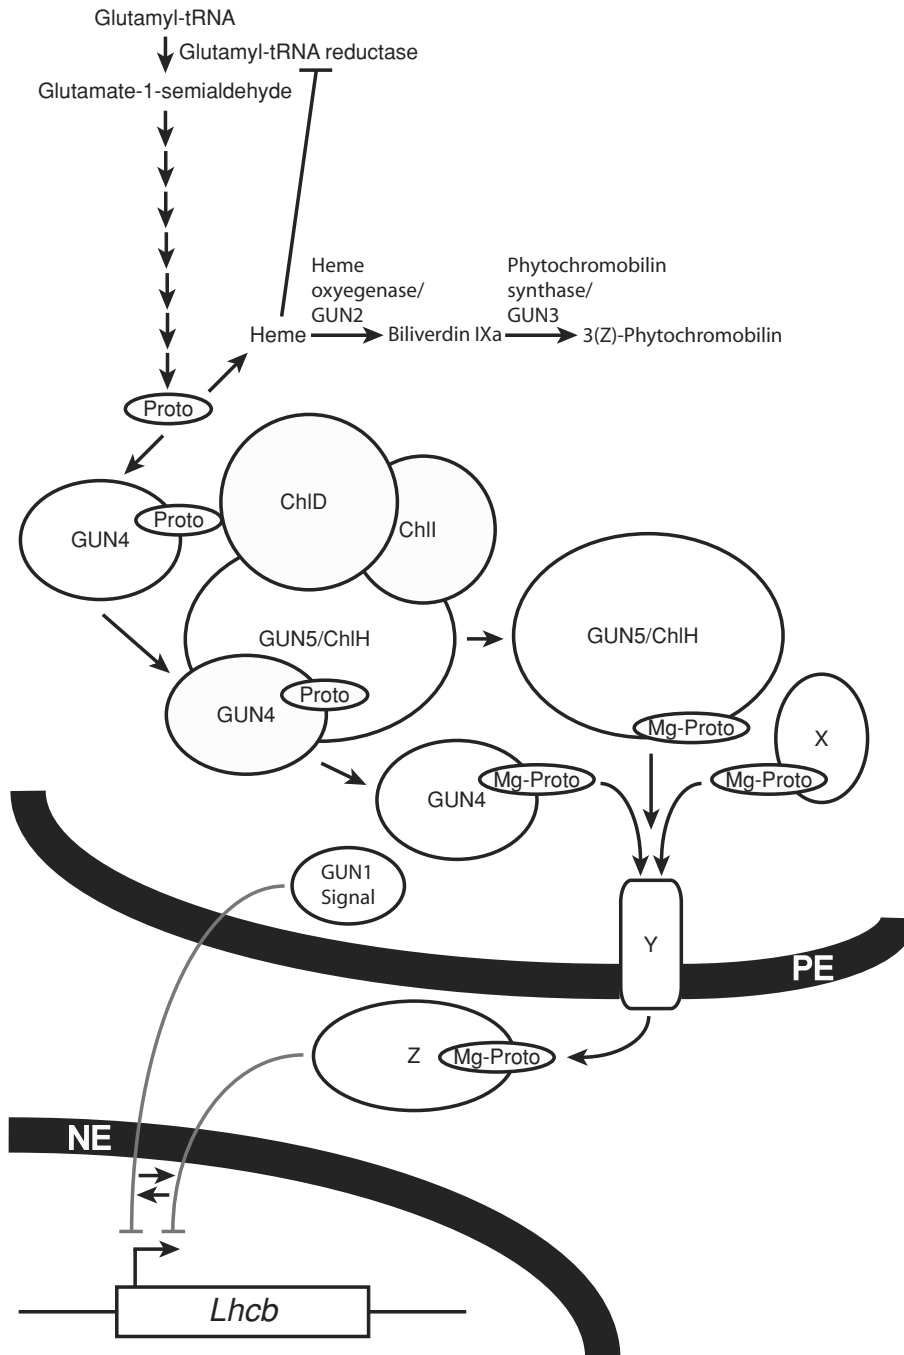 Glutamyl-tRNA
Glutamyl-tRNA reductase
Glutamate-1-semialdehyde
Heme
oxyegenase/
GUN2
Phytochromobilin
synthase/
GUN3
Heme
Biliverdin IXa
3(Z)-Phytochromobilin
Proto
ChlD
ChlI
Proto
GUN4
GUN5/ChlH
GUN5/ChlH
Proto
GUN4
Mg-Proto
X
Mg-Proto
Mg-Proto
GUN4
GUN1
Signal
Y
PE
Z
Mg-Proto
NE
Lhcb